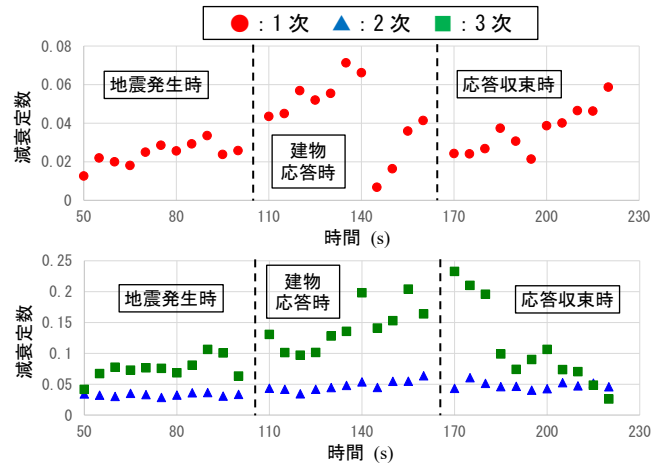 : 1 次 : 2 次 : 3 次
減衰定数
0.08
0.06
0.04
0.02
0
地震発生時
建物
応答時
応答収束時
50 80 110 140 170 200 230
時間 (s)
減衰定数
0.25
0.2
0.15
0.1
0.05
0
地震発生時
建物
応答時
応答収束時
50 80 110 140 170 200 230
時間 (s)